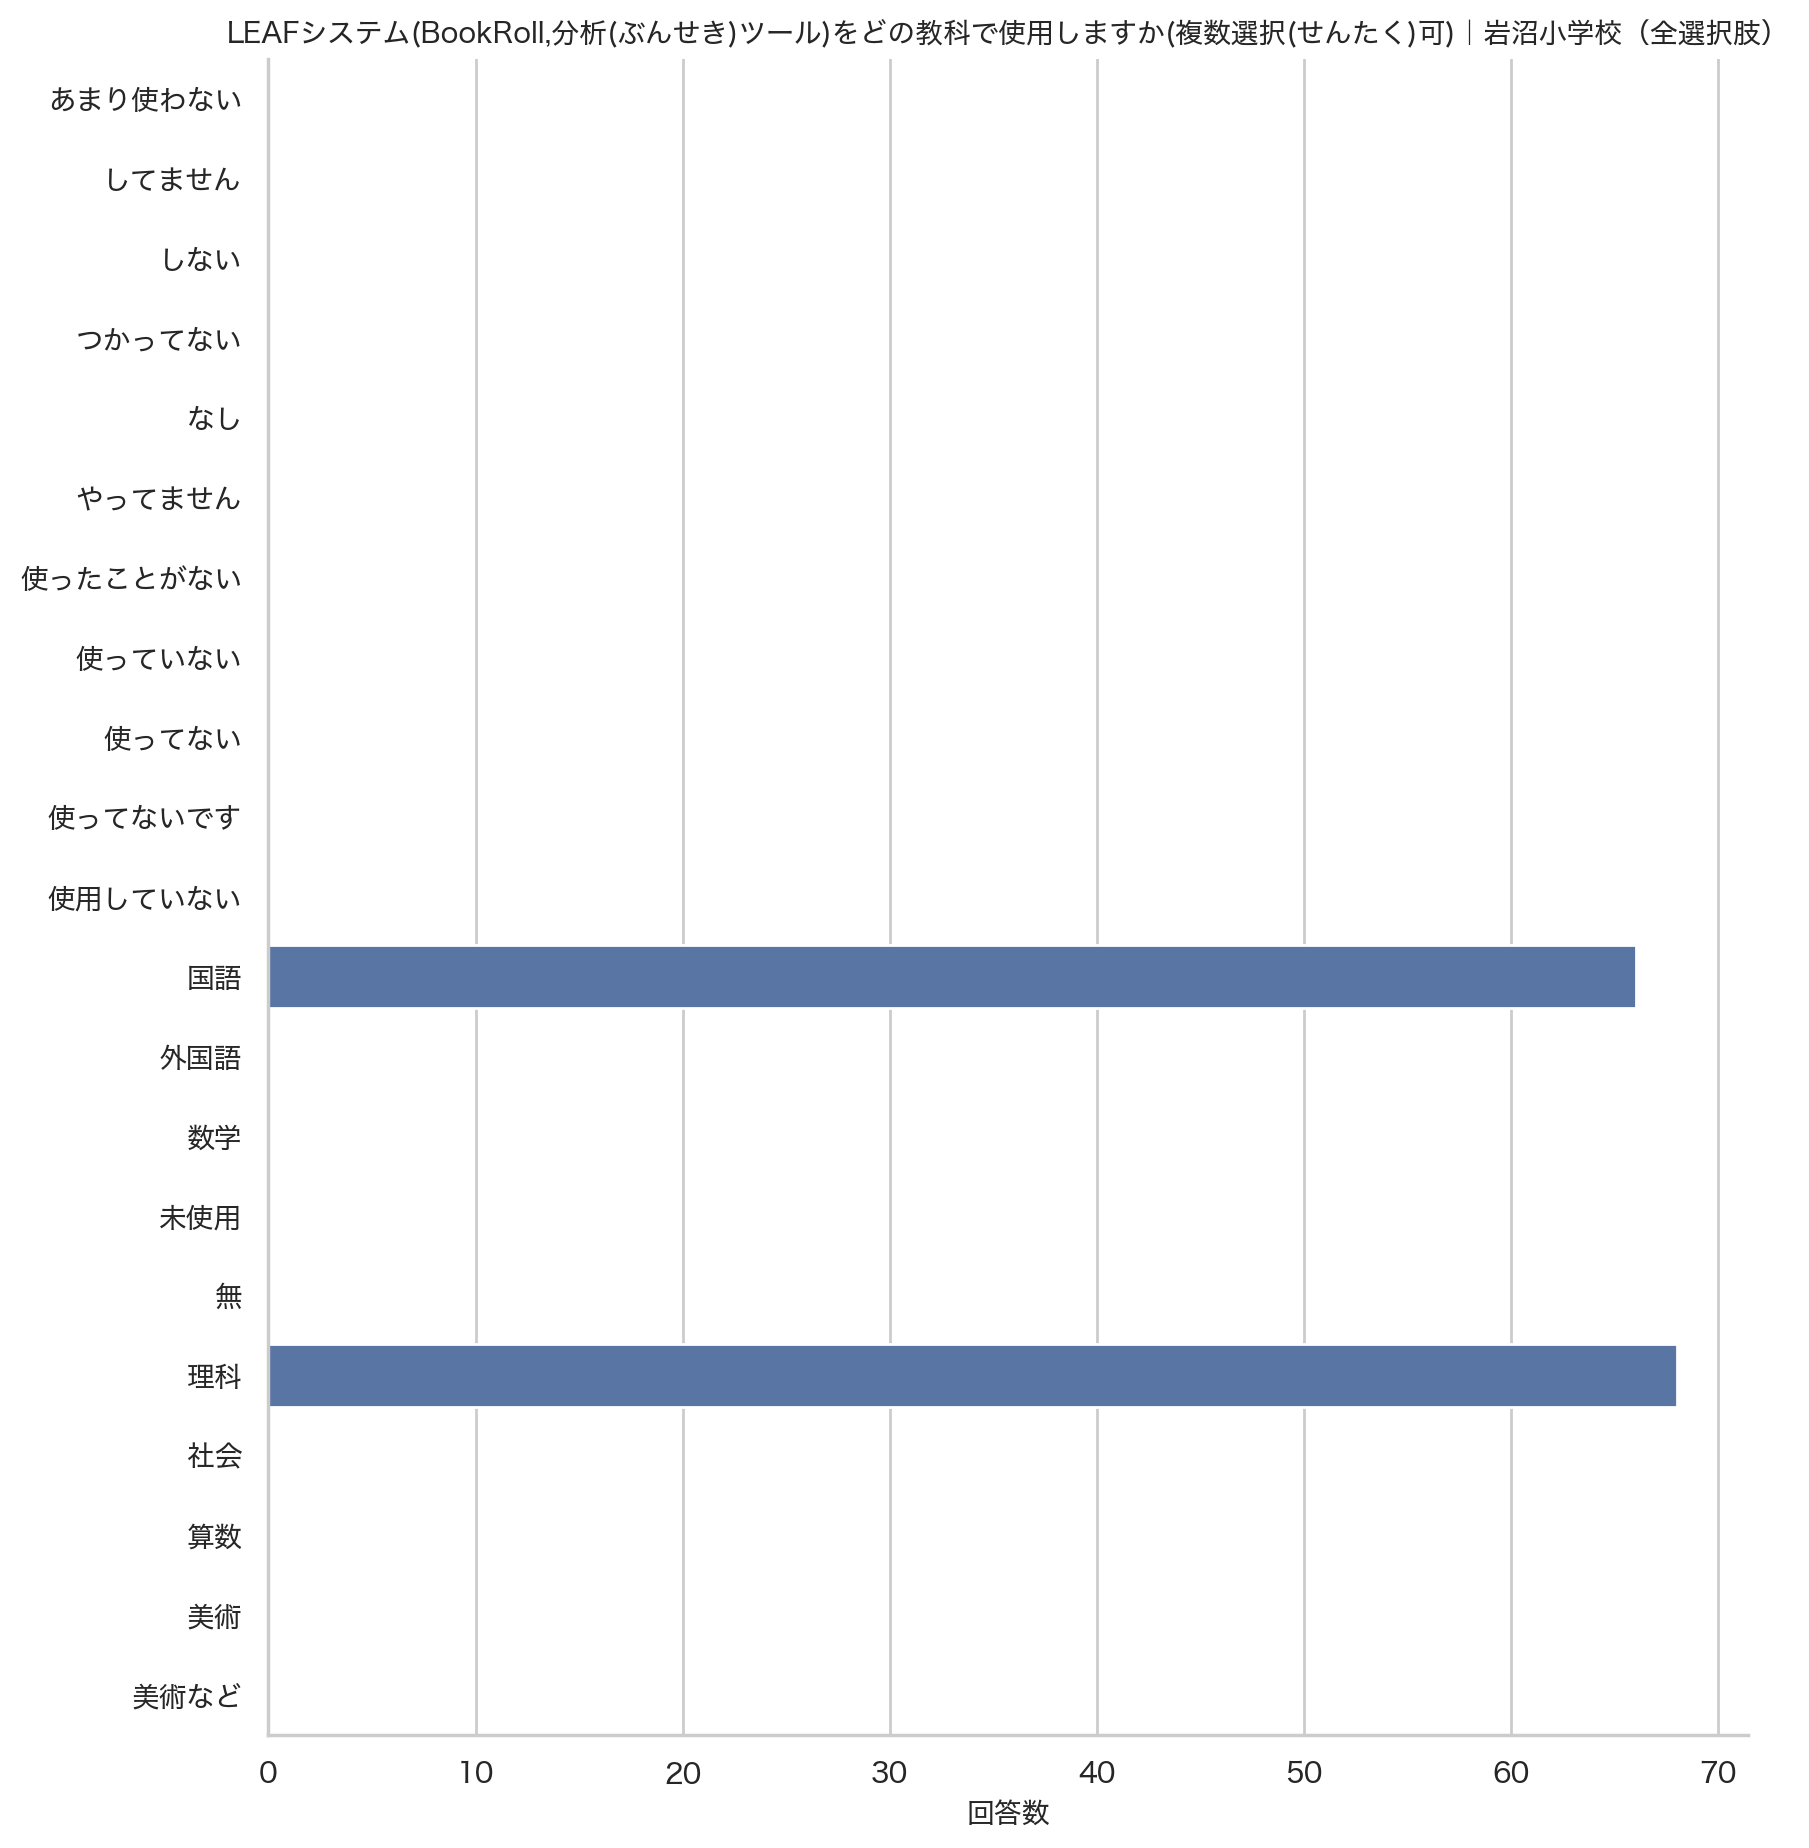 LEAFシステム(BookRoll,分析(ぶんせき)ツール)をどの教科で使用しますか(複数選択(せんたく)可)｜岩沼小学校（全選択肢）
あまり使わない
してません
しない
つかってない
なし
やってません
使ったことがない
使っていない
使ってない
使ってないです
使用していない
国語
外国語
数学
未使用
無
理科
社会
算数
美術
美術など
0 10 20 30 40 50 60 70
回答数